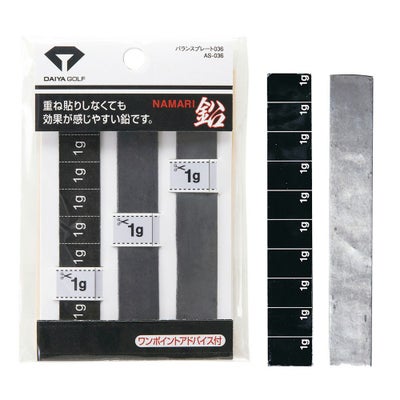 DAIYA GOLF
バランスプレート036
AS-036
重ね貼りしなくても
効果が感じやすい鉛です。
NAMARI 鉛
1g
1g
1g
1g
1g
1g
1g
1g
ワンポイントアドバイス付
1g
1g
1g
1g
1g
1g
1g
1g
1g